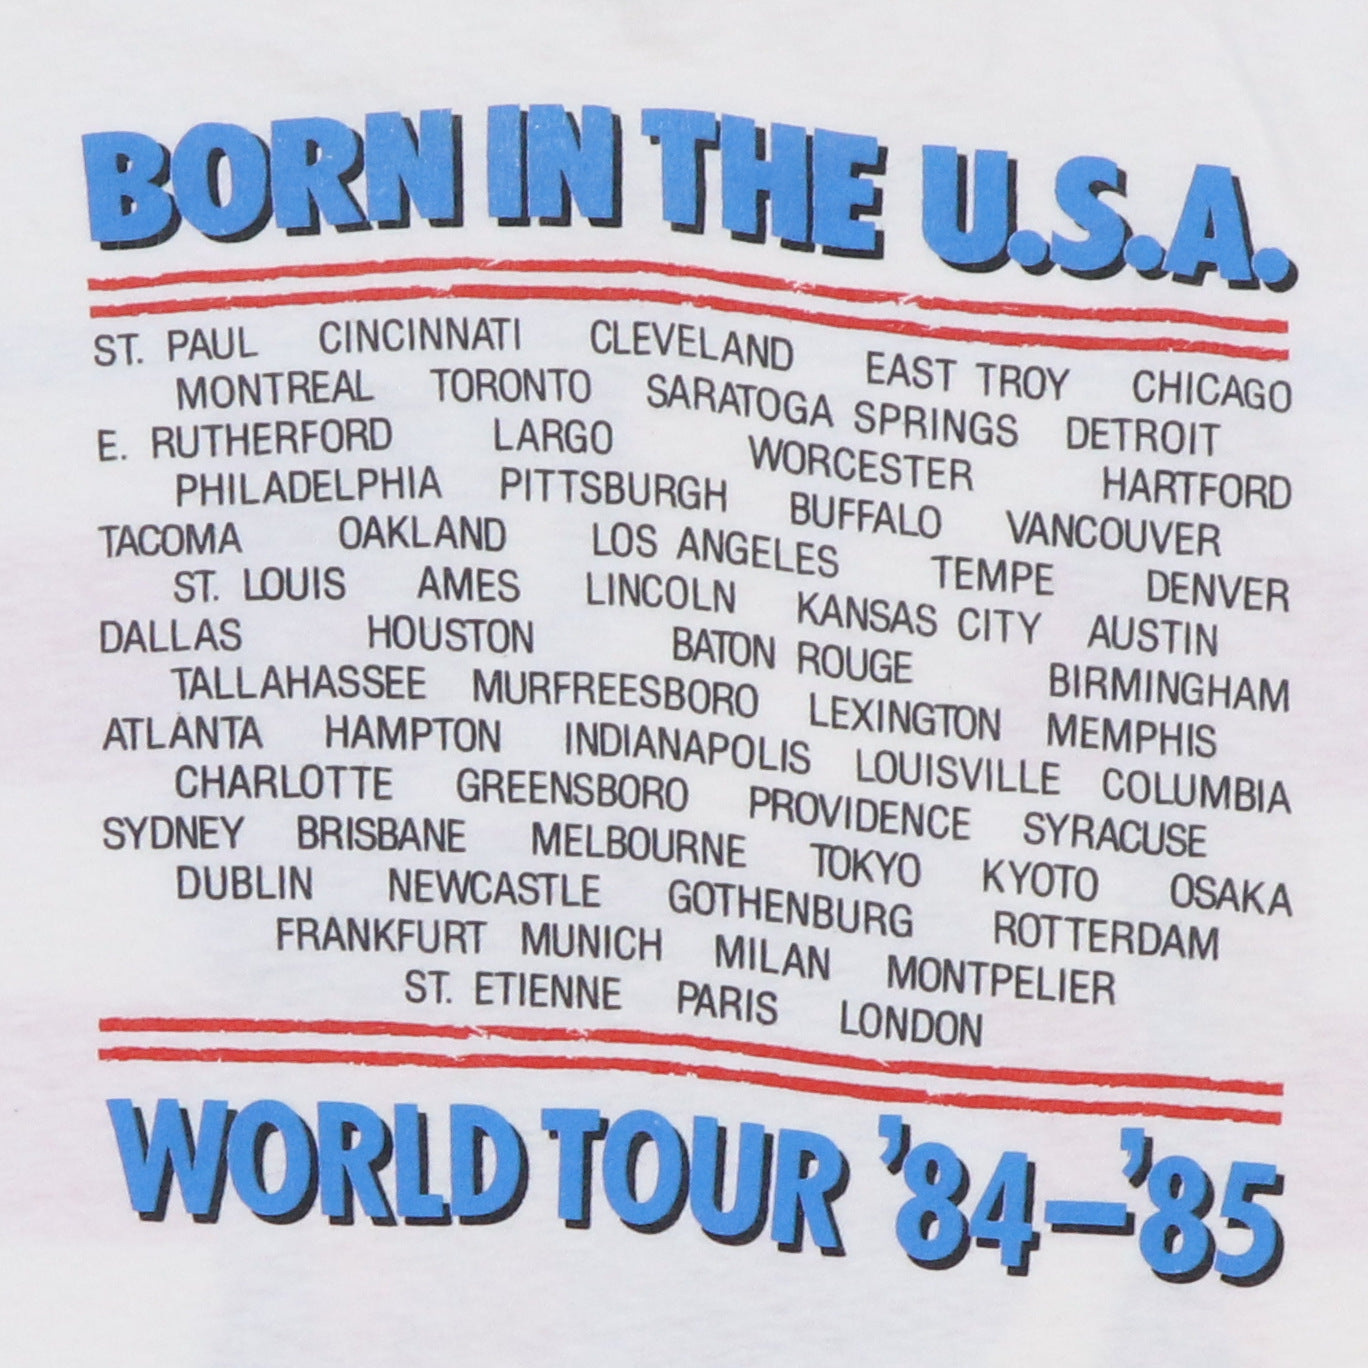 BORN IN THE U.S.A.
ST. PAUL CINCINNATI CLEVELAND EAST TROY CHICAGO
MONTREAL TORONTO SARATOGA SPRINGS DETROIT
E. RUTHERFORD LARGO WORCESTER HARTFORD
PHILADELPHIA PITTSBURGH BUFFALO VANCOUVER
TACOMA OAKLAND LOS ANGELES TEMPE DENVER
ST. LOUIS AMES LINCOLN KANSAS CITY AUSTIN
DALLAS HOUSTON BATON ROUGE BIRMINGHAM
TALLAHASSEE MURFREESBORO LEXINGTON MEMPHIS
ATLANTA HAMPTON INDIANAPOLIS LOUISVILLE COLUMBIA
CHARLOTTE GREENSBORO PROVIDENCE SYRACUSE
SYDNEY BRISBANE MELBOURNE TOKYO KYOTO OSAKA
DUBLIN NEWCASTLE GOTHENBURG ROTTERDAM
FRANKFURT MUNICH MILAN MONTPELIER
ST. ETIENNE PARIS LONDON
WORLD TOUR ’84–’85